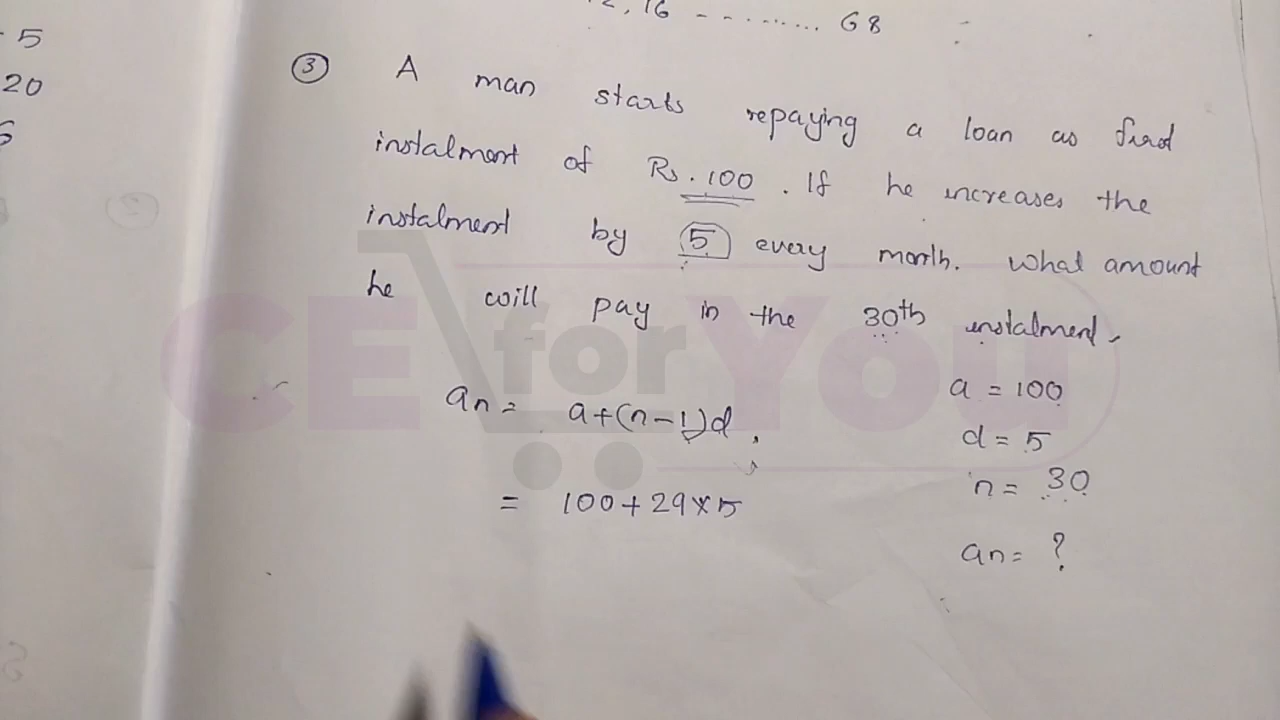 12, 16 - - ........ 68
5
20
③ A man starts repaying a loan as first
instalment of Rs. 100. If he increases the
instalment by 5 every month. What amount
he will pay in the 30th instalment.
CE for You
an = a+(n-1)d,
= 100+29×5
a = 100
d = 5
n = 30
an = ?